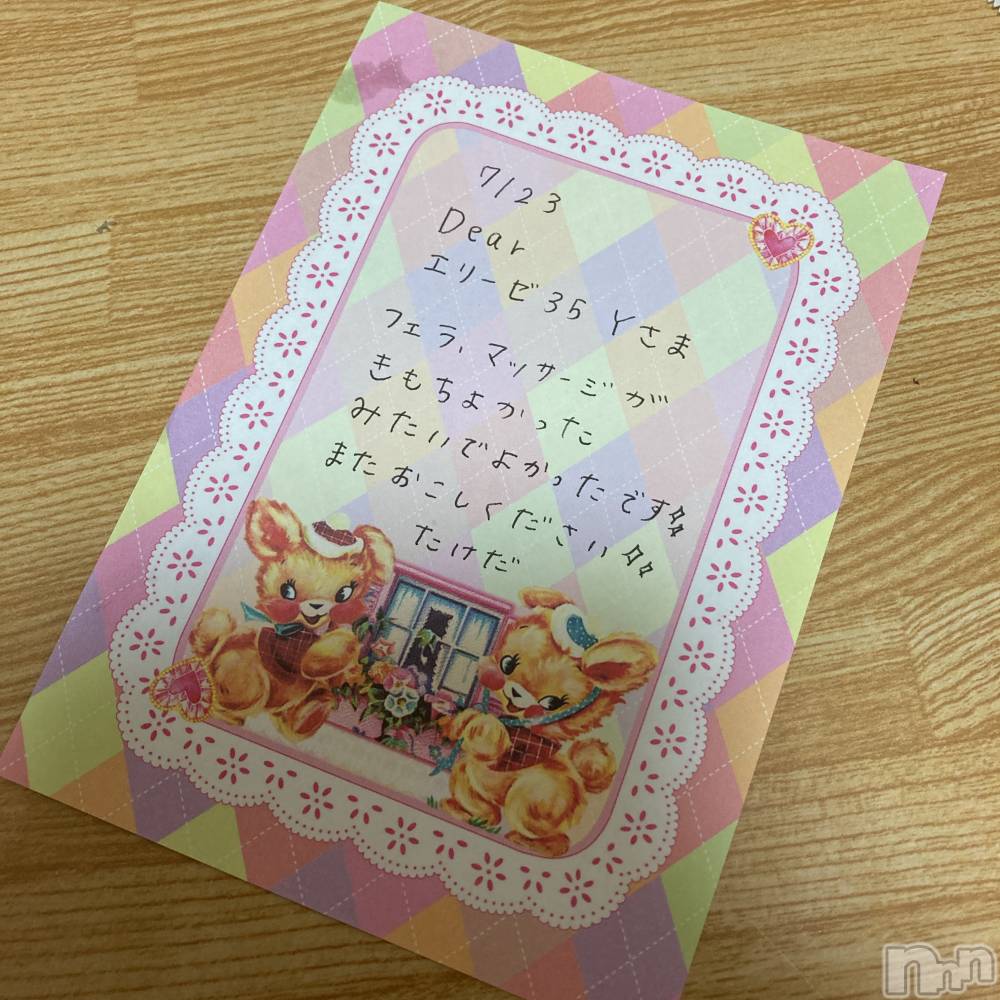 7/23
Dear
エリーゼ35 Yさま
フェラ、マッサージが
きもちよかった
みたいでよかったです
またおこしください
たけだ
nnn